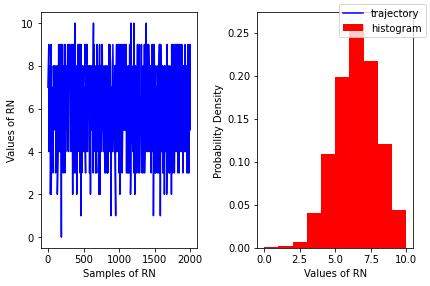 trajectory
histogram
Values of RN
10
8
6
4
2
0
0 500 1000 1500 2000
Samples of RN
Probability Density
0.25
0.20
0.15
0.10
0.05
0.00
0.0 2.5 5.0 7.5 10.0
Values of RN